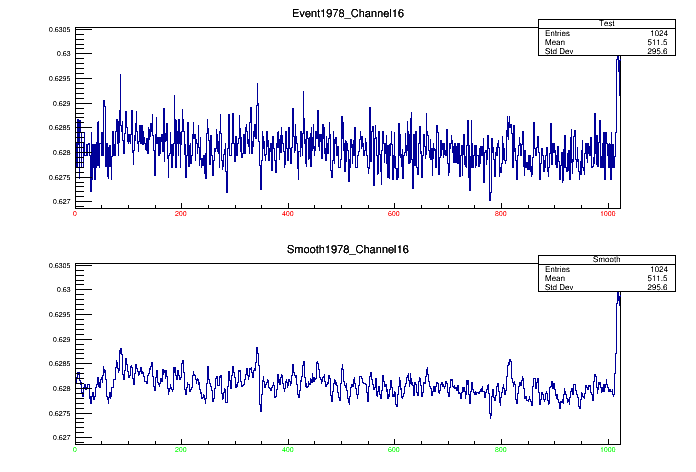 Event1978_Channel16
Test
Entries 1024
Mean 511.5
Std Dev 295.6
0.6305
0.63
0.6295
0.629
0.6285
0.628
0.6275
0.627
0 200 400 600 800 1000
Smooth1978_Channel16
Smooth
Entries 1024
Mean 511.5
Std Dev 295.6
0.6305
0.63
0.629
0.629
0.6285
0.628
0.6275
0.627
0 200 400 600 800 1000